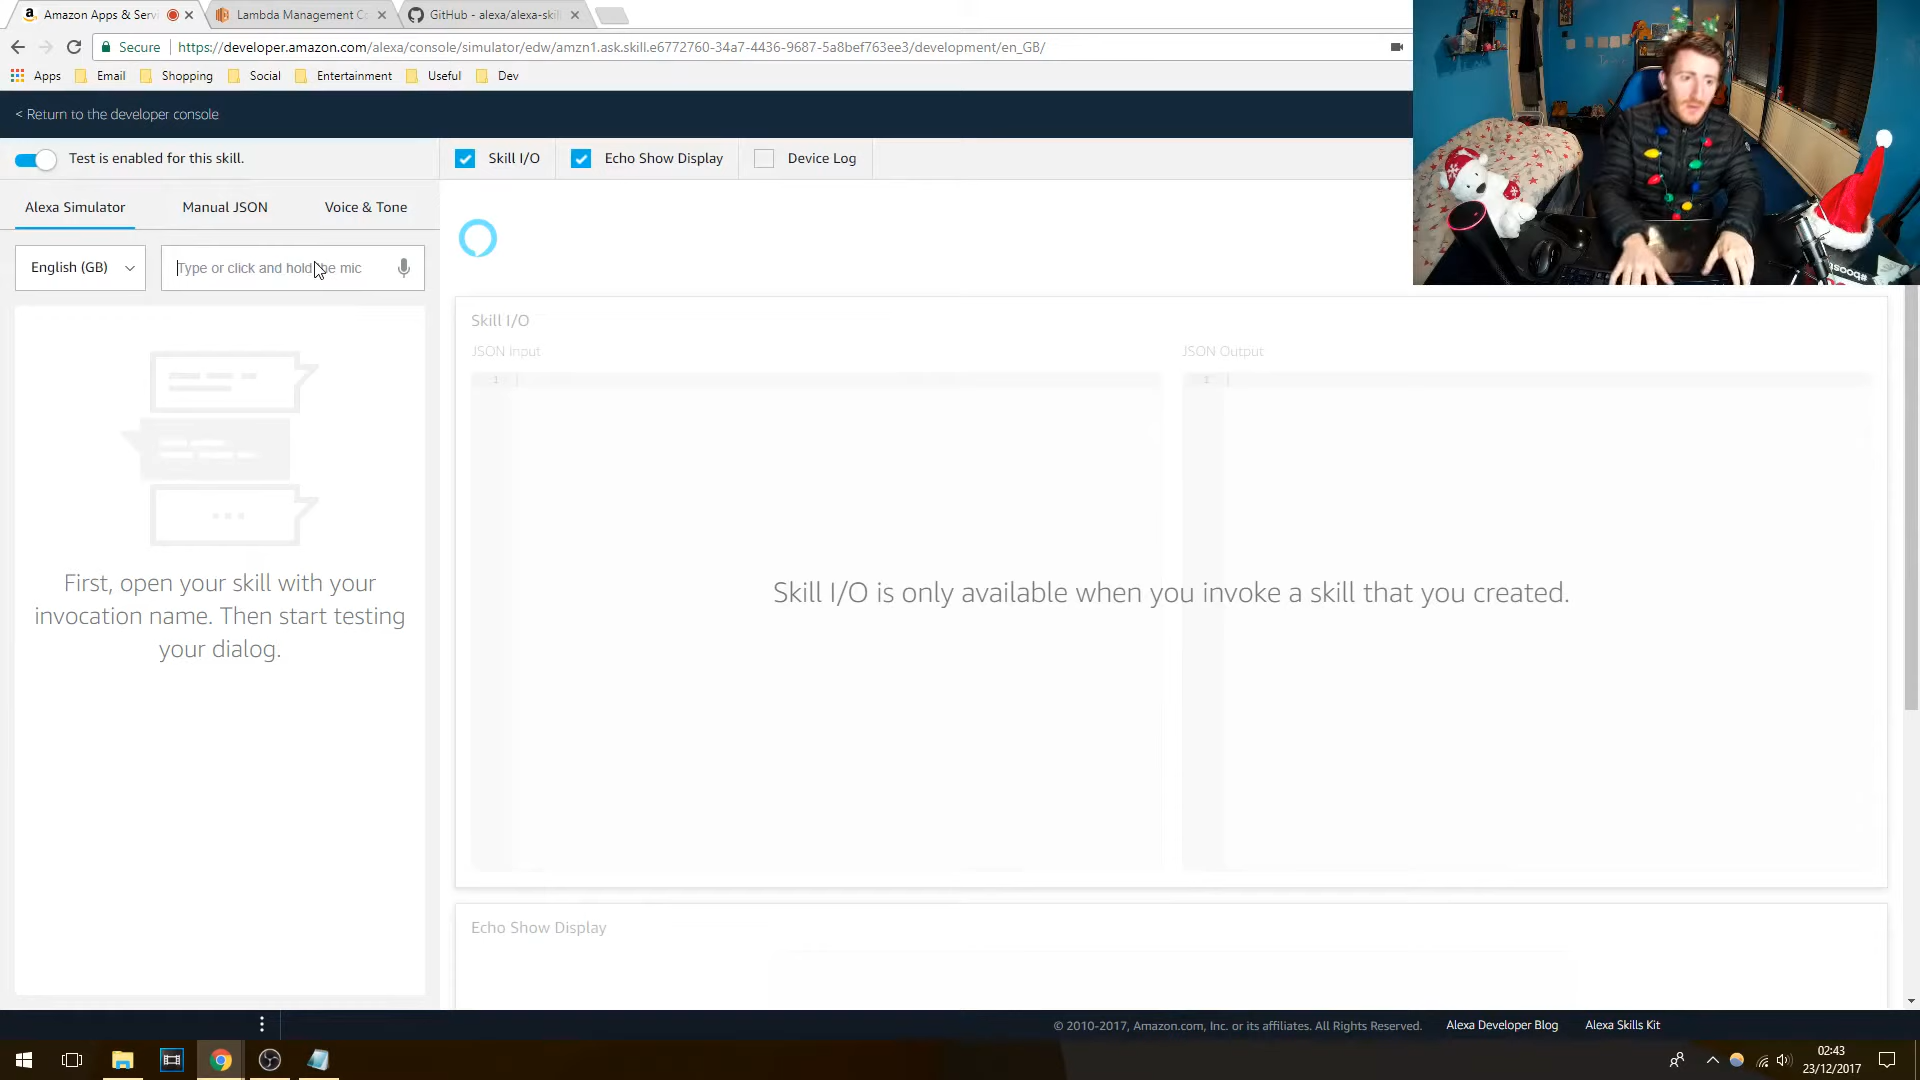 Amazon Apps & Serv
Lambda Management C
GitHub - alexa/alexa-skil
Secure
https://developer.amazon.com/alexa/console/simulator/edw/amzn1.ask.skill.e6772760-34a7-4436-9687-5a8bef763ee3/development/en_GB/
Apps
Email
Shopping
Social
Entertainment
Useful
Dev
< Return to the developer console
Test is enabled for this skill.
Skill I/O
Echo Show Display
Device Log
Alexa Simulator
Manual JSON
Voice & Tone
English (GB)
Type or click and hold the mic
Skill I/O
JSON Input
JSON Output
1
First, open your skill with your
invocation name. Then start testing
your dialog.
Skill I/O is only available when you invoke a skill that you created.
Echo Show Display
© 2010-2017, Amazon.com, Inc. or its affiliates. All Rights Reserved.
Alexa Developer Blog
Alexa Skills Kit
02:43
23/12/2017